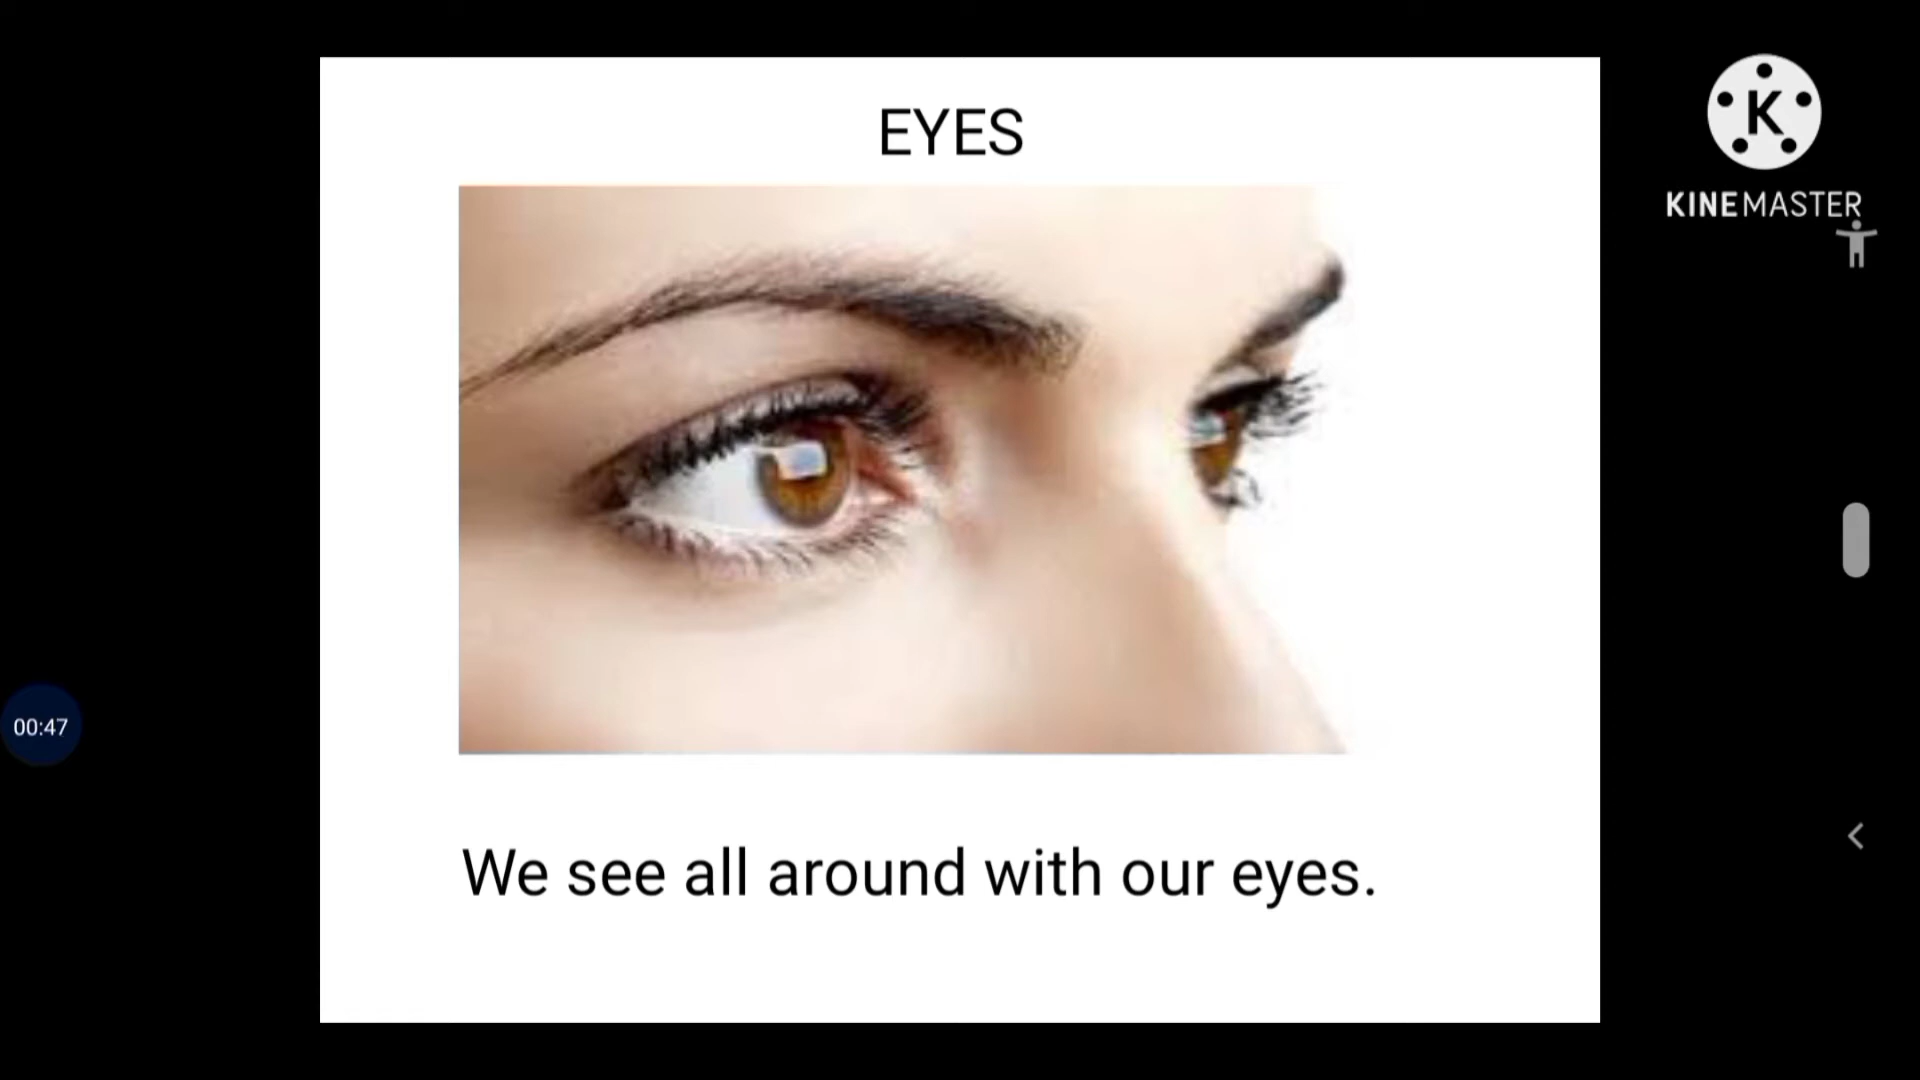 EYES
K
KINEMASTER
00:47
We see all around with our eyes.